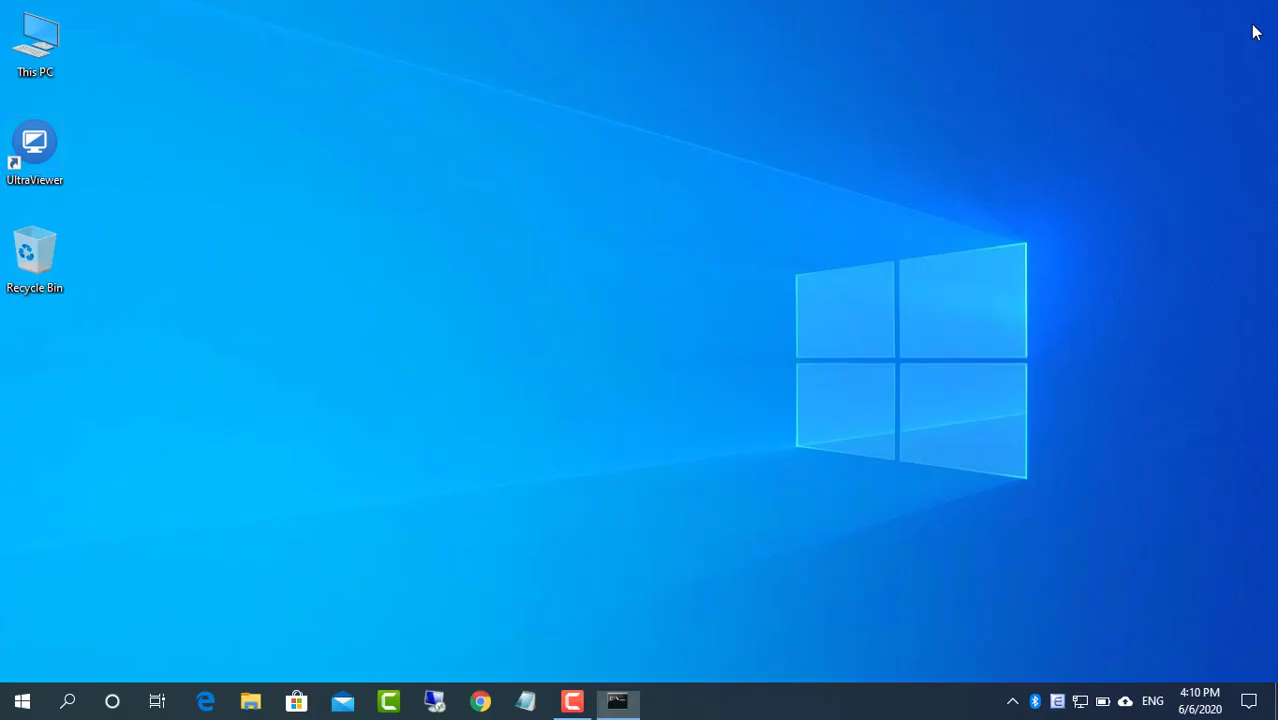 This PC
UltraViewer
Recycle Bin
ENG
4:10 PM
6/6/2020